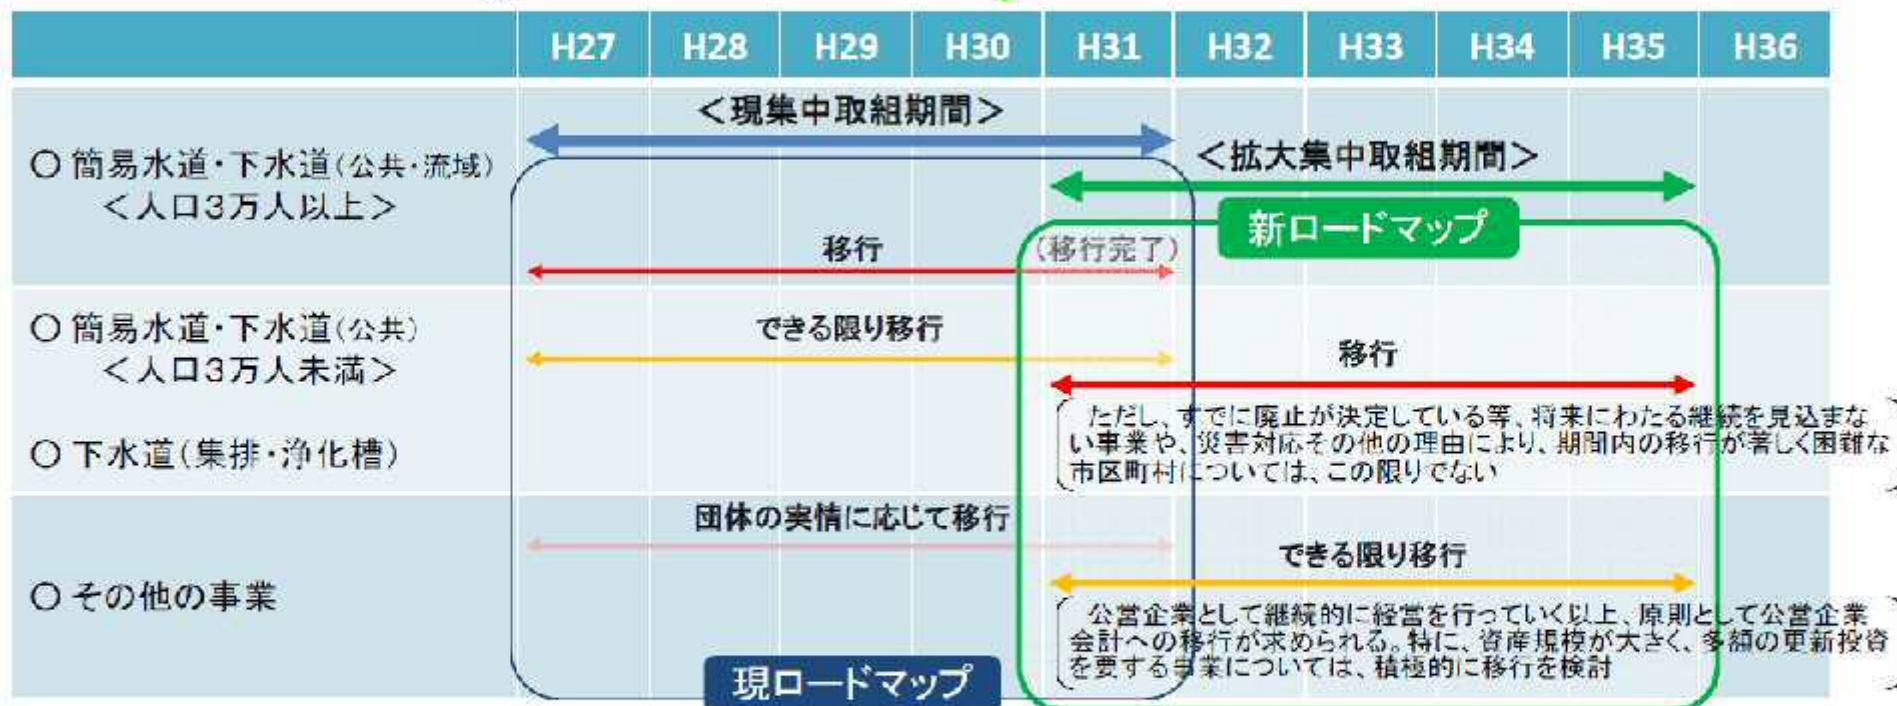 H27 H28 H29 H30 H31 H32 H33 H34 H35 H36
＜現集中取組期間＞
＜拡大集中取組期間＞
○ 簡易水道・下水道(公共・流域)
＜人口3万人以上＞
新ロードマップ
移行
(移行完了)
○ 簡易水道・下水道(公共)
＜人口3万人未満＞
できる限り移行
移行
ただし、すでに廃止が決定している等、将来にわたる継続を見込まな
い事業や、災害対応その他の理由により、期間内の移行が著しく困難な
市区町村については、この限りでない
○ 下水道(集排・浄化槽)
団体の実情に応じて移行
できる限り移行
○ その他の事業
公営企業として継続的に経営を行っていく以上、原則として公営企業
会計への移行が求められる。特に、資産規模が大きく、多額の更新投資
を要する事業については、積極的に移行を検討
現ロードマップ